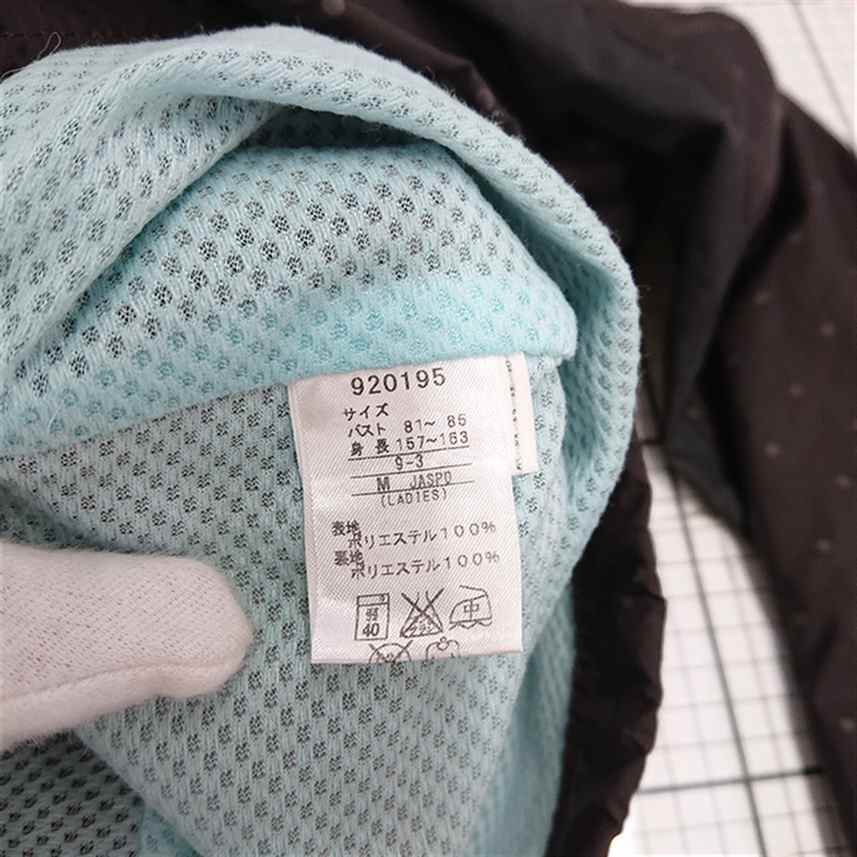 920195
サイズ
バスト 81~ 85
身 長 157~163
9-3
M JASPO
(LADIES)
表地
ポリエステル100%
裏地
ポリエステル100%
弱 中
40